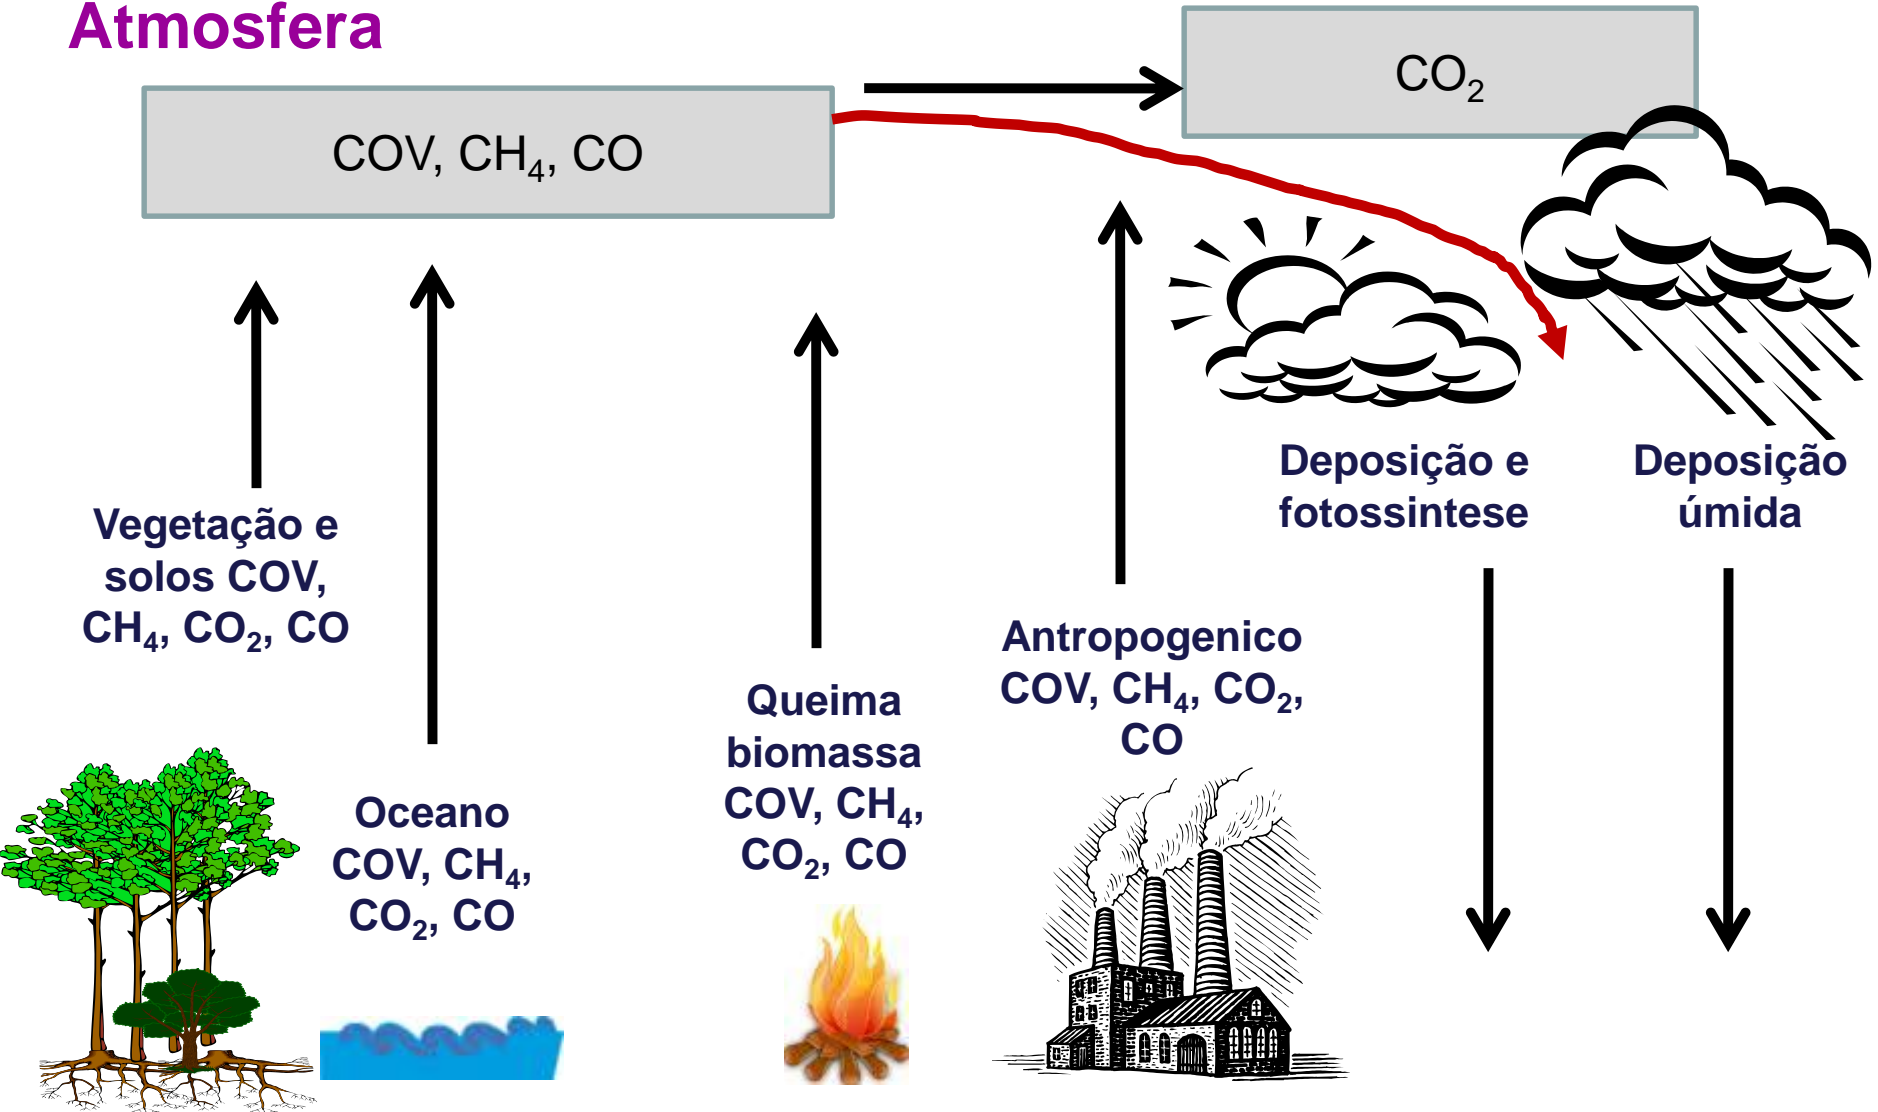 Atmosfera
CO₂
COV, CH₄, CO
Vegetação e
solos COV,
CH₄, CO₂, CO
Oceano
COV, CH₄,
CO₂, CO
Queima
biomassa
COV, CH₄,
CO₂, CO
Antropogenico
COV, CH₄, CO₂,
CO
Deposição e
fotossintese
Deposição
úmida